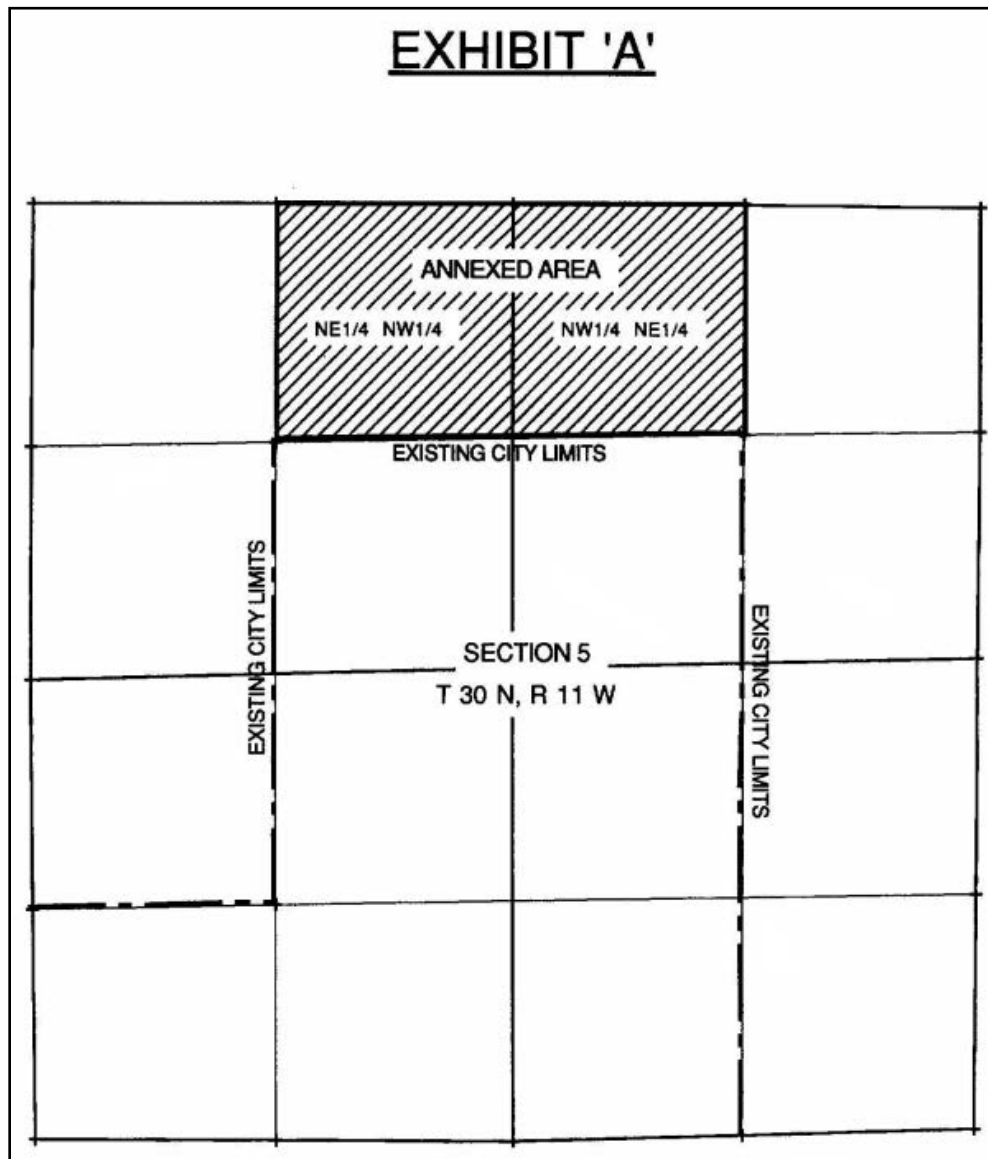 EXHIBIT 'A'
ANNEXED AREA
NE1/4 NW1/4
NW1/4 NE1/4
EXISTING CITY LIMITS
EXISTING CITY LIMITS
EXISTING CITY LIMITS
SECTION 5
T 30 N, R 11 W